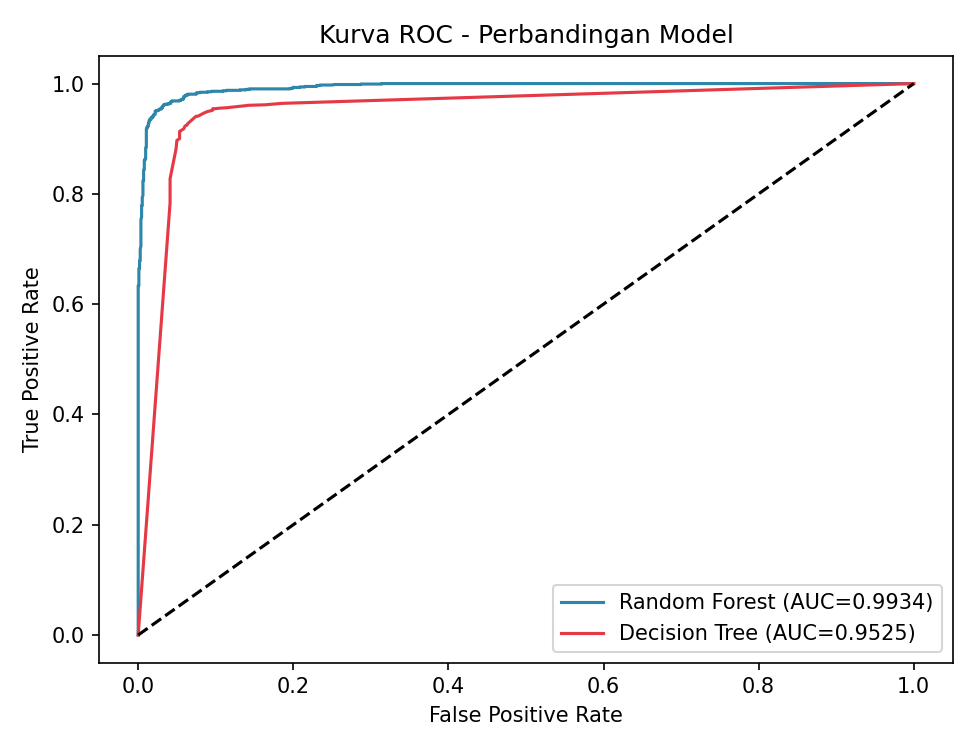 Kurva ROC - Perbandingan Model
1.0
0.8
0.6
0.4
0.2
0.0
True Positive Rate
Random Forest (AUC=0.9934)
Decision Tree (AUC=0.9525)
0.0 0.2 0.4 0.6 0.8 1.0
False Positive Rate